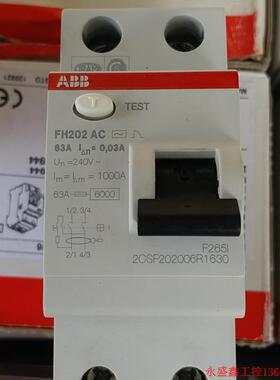 ABB
TEST
FH202 AC
63A IΔn= 0,03A
Un =240V~
Im=IΔm= 1000A
63A 6000
1/2 3/4
2/1 4/3
F265I
2CSF202006R1630
944
永盛鑫工控136